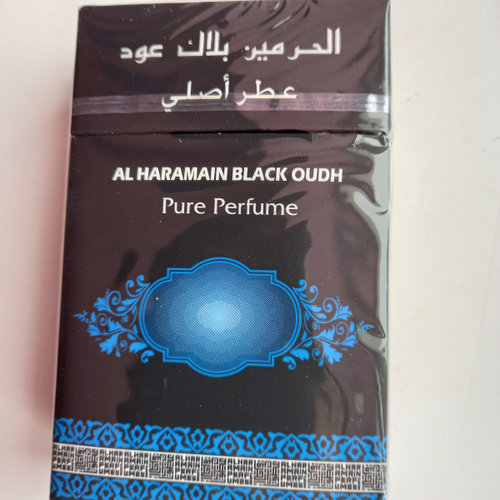 الحرمين بلاك عود
عطر أصلي
AL HARAMAIN BLACK OUDH
Pure Perfume